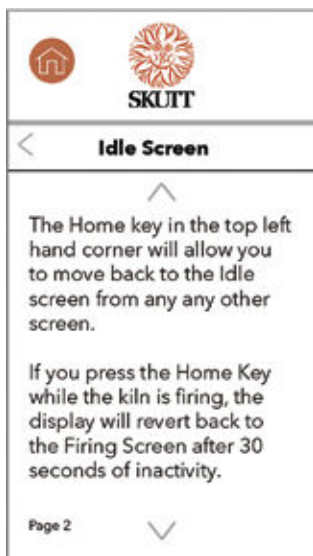 SKUTT
Idle Screen
The Home key in the top left
hand corner will allow you
to move back to the Idle
screen from any any other
screen.
If you press the Home Key
while the kiln is firing, the
display will revert back to
the Firing Screen after 30
seconds of inactivity.
Page 2